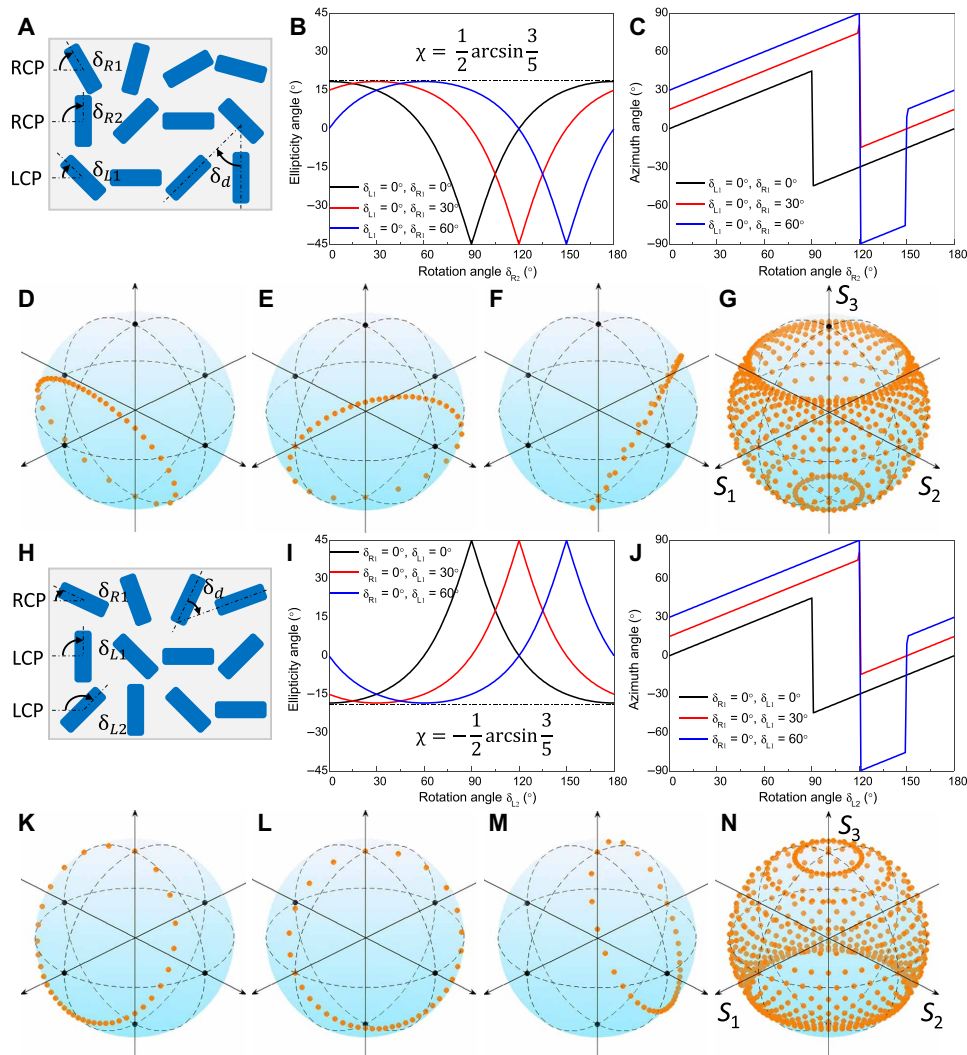 A
RCP
δR1
RCP
δR2
LCP
δL1
δd
B
Ellipticity angle (°)
45
30
15
0
−15
−30
−45
χ = 1/2 arcsin 3/5
δL1 = 0°, δR1 = 0°
δL1 = 0°, δR1 = 30°
δL1 = 0°, δR1 = 60°
0 30 60 90 120 150 180
Rotation angle δR2 (°)
C
Azimuth angle (°)
90
60
30
0
−30
−60
−90
δL1 = 0°, δR1 = 0°
δL1 = 0°, δR1 = 30°
δL1 = 0°, δR1 = 60°
0 30 60 90 120 150 180
Rotation angle δR2 (°)
D
E
F
G
S3
S1
S2
H
RCP
δR1
δd
LCP
δL1
LCP
δL2
I
Ellipticity angle (°)
45
30
15
0
−15
−30
−45
δR1 = 0°, δL1 = 0°
δR1 = 0°, δL1 = 30°
δR1 = 0°, δL1 = 60°
χ = −1/2 arcsin 3/5
0 30 60 90 120 150 180
Rotation angle δL2 (°)
J
Azimuth angle (°)
90
60
30
0
−30
−60
−90
δR1 = 0°, δL1 = 0°
δR1 = 0°, δL1 = 30°
δR1 = 0°, δL1 = 60°
0 30 60 90 120 150 180
Rotation angle δL2 (°)
K
L
M
N
S3
S1
S2